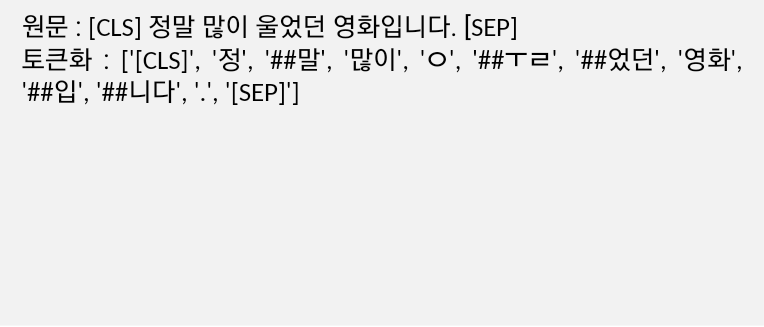 원문 : [CLS] 정말 많이 울었던 영화입니다. [SEP]
토큰화 : ['[CLS]', '정', '##말', '많이', 'ㅇ', '##ㅜㄹ', '##었던', '영화',
'##입', '##니다', '.', '[SEP]']